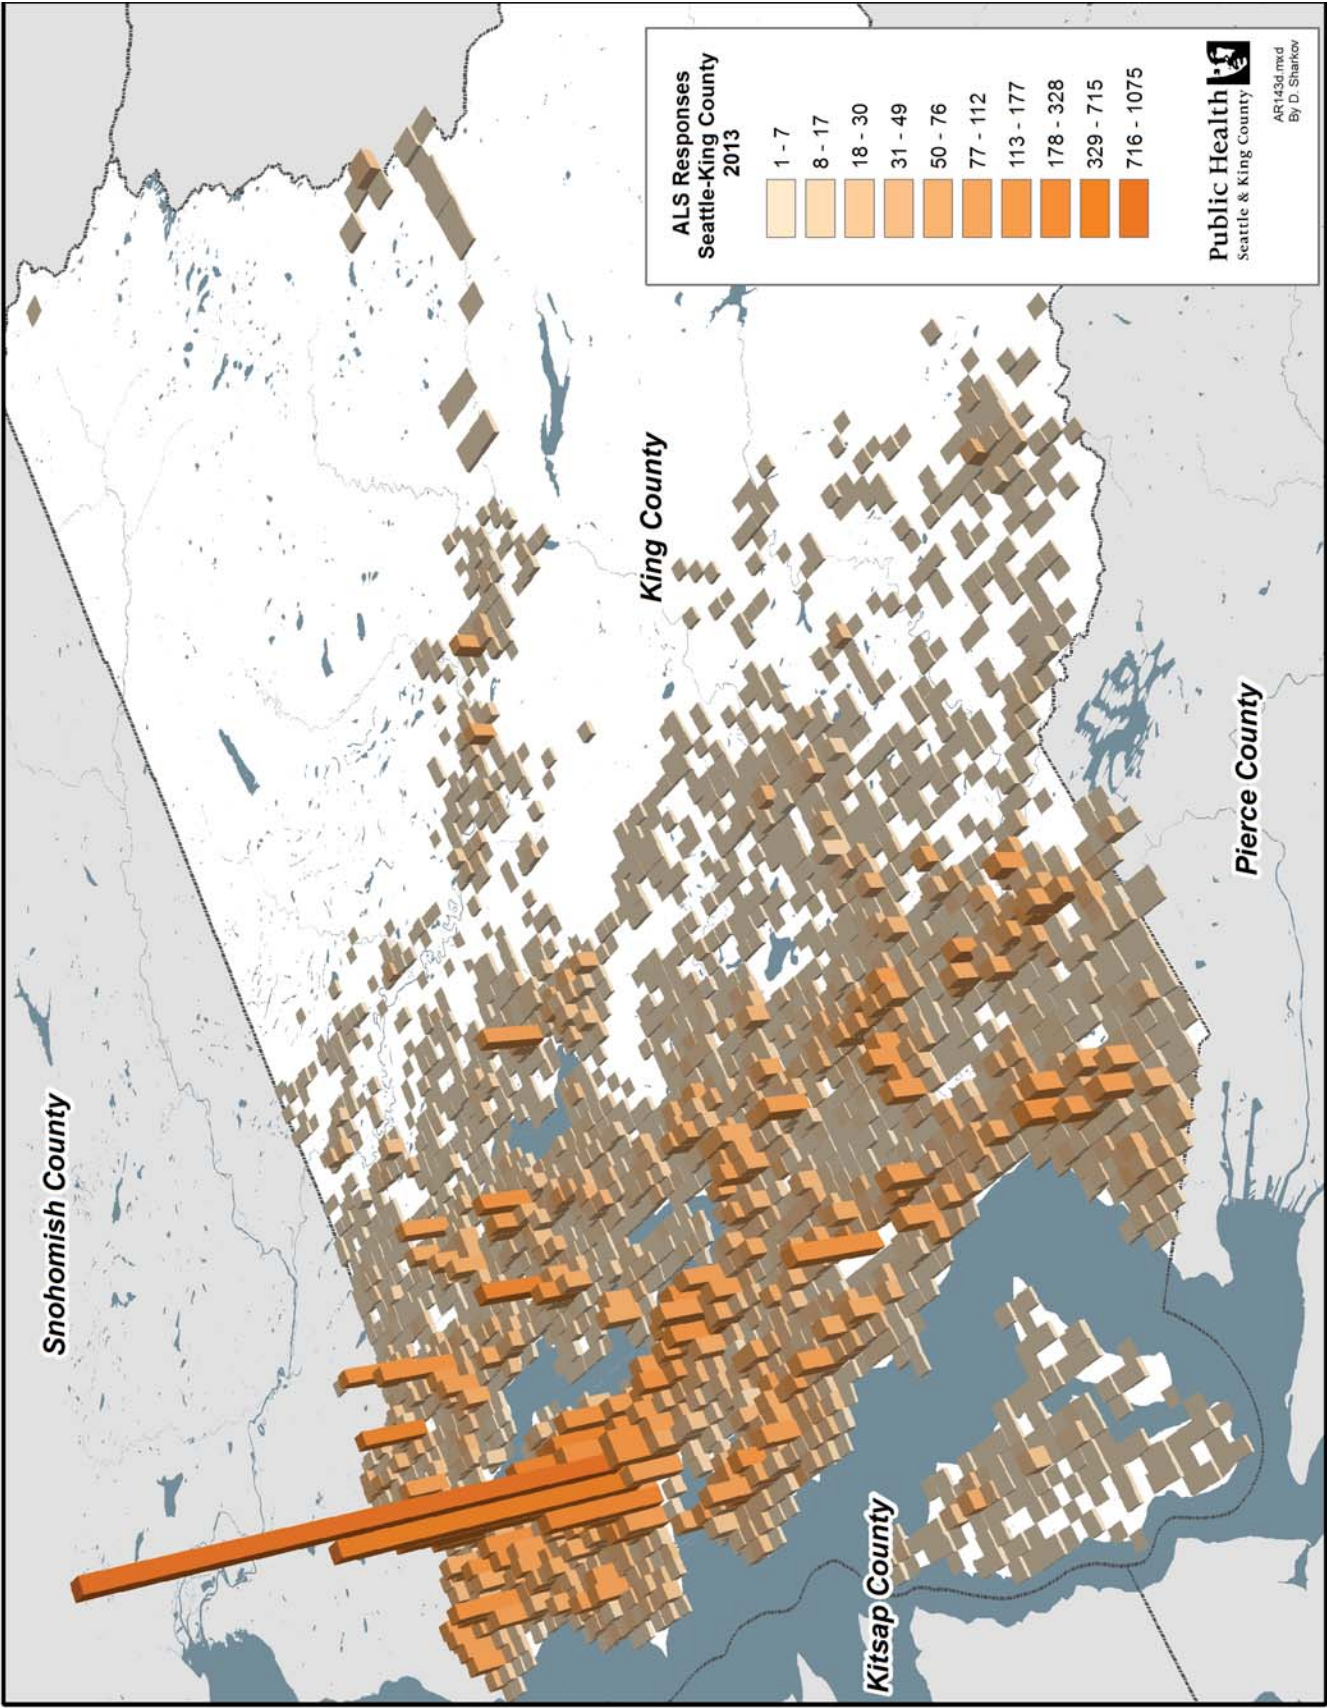 Snohomish County
King County
Pierce County
Kitsap County
ALS Responses
Seattle-King County
2013
1 - 7
8 - 17
18 - 30
31 - 49
50 - 76
77 - 112
113 - 177
178 - 328
329 - 715
716 - 1075
Public Health
Seattle & King County
AR143d.mxd
By D. Sharkov